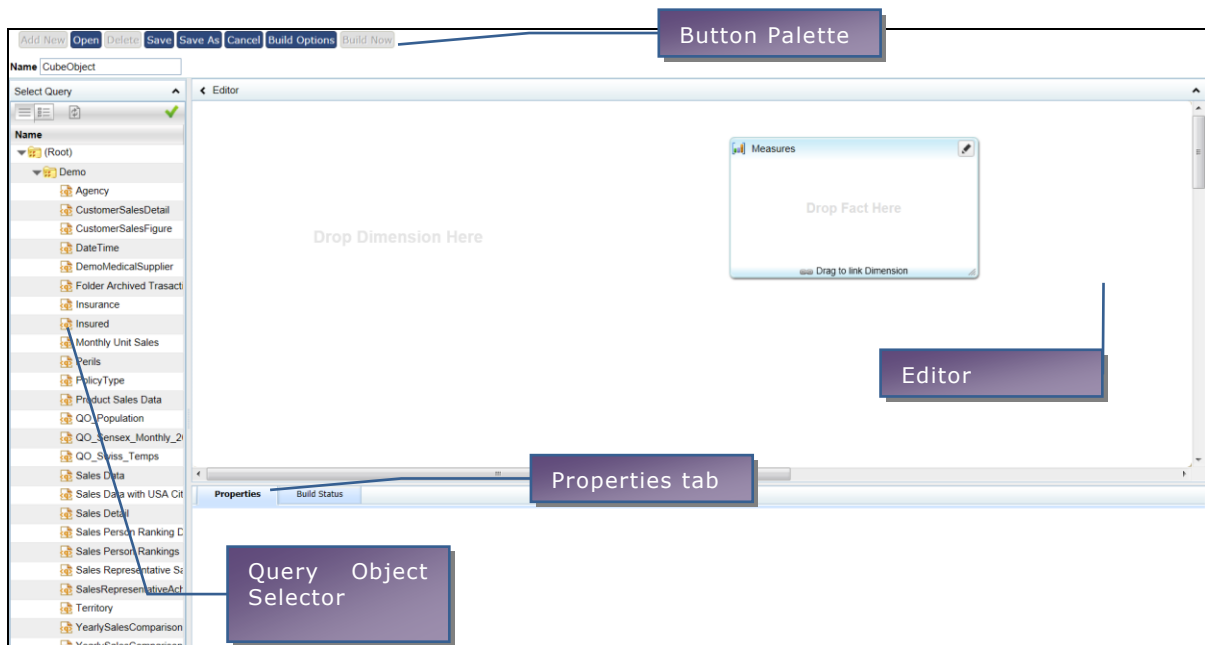 Add New Open Delete Save Save As Cancel Build Options Build Now
Button Palette
Name CubeObject
Select Query
Editor
Name
(Root)
Demo
Agency
CustomerSalesDetail
CustomerSalesFigure
DateTime
DemoMedicalSupplier
Folder Archived Trasacti
Insurance
Insured
Monthly Unit Sales
Perils
PolicyType
Product Sales Data
QO_Population
QO_Sensex_Monthly_20
QO_Swiss_Temps
Sales Data
Sales Data with USA Cit
Sales Detail
Sales Person Ranking D
Sales Person Rankings
Sales Representative Sa
SalesRepresentativeAch
Territory
YearlySalesComparison
YearlySalesComparison
Drop Dimension Here
Measures
Drop Fact Here
Drag to link Dimension
Editor
Properties tab
Properties Build Status
Query Object
Selector